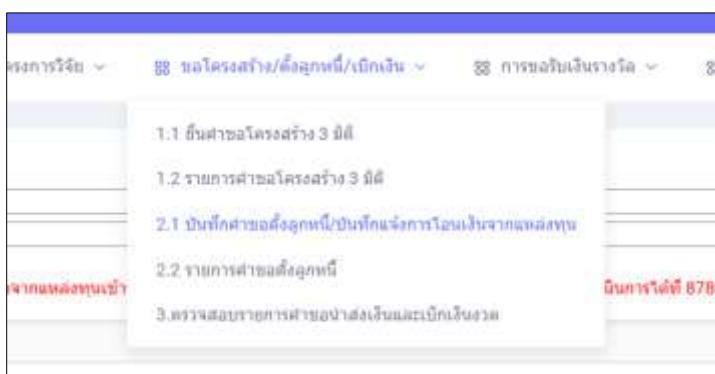 ครงการวิจัย
ขอโครงสร้าง/ตั้งลูกหนี้/เบิกเงิน
การขอรับเงินรางวัล
1.1 ยื่นคำขอโครงสร้าง 3 มิติ
1.2 รายการคำขอโครงสร้าง 3 มิติ
2.1 บันทึกคำขอตั้งลูกหนี้/บันทึกแจ้งการโอนเงินจากแหล่งทุน
2.2 รายการคำขอตั้งลูกหนี้
จากแหล่งทุนเข้า
นินการได้ที่ 878
3.ตรวจสอบรายการคำขอนำส่งเงินและเบิกเงินงวด